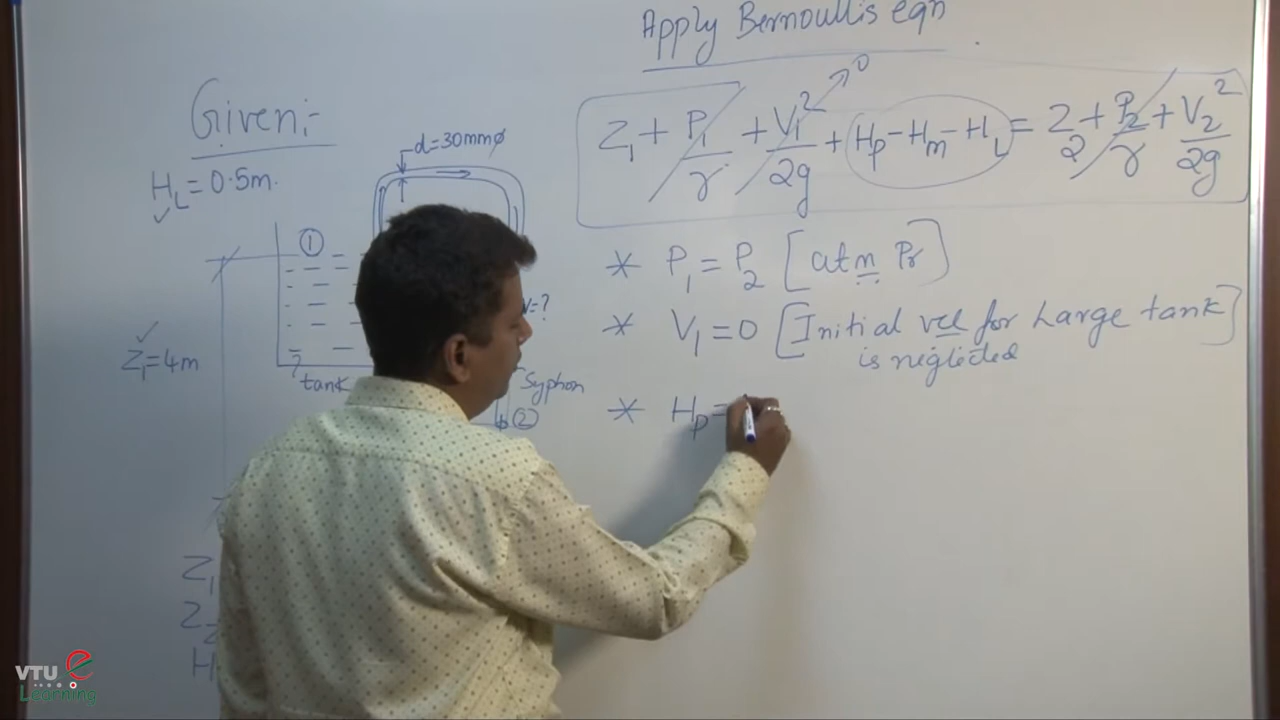 Apply Bernoullis eqn
Z₁ + P₁/γ + V₁²/2g + Hp - Hm - HL = Z₂ + P₂/γ + V₂²/2g
0
* P₁ = P₂ [atm Pr]
* V₁ = 0 [Initial vel for Large tank
is neglected]
* Hp =
Given:-
HL = 0.5m.
d = 30mmφ
①
Z₁ = 4m
tank
V = ?
Syphon
②
Z₁
Z₂
H
VTU e
Learning